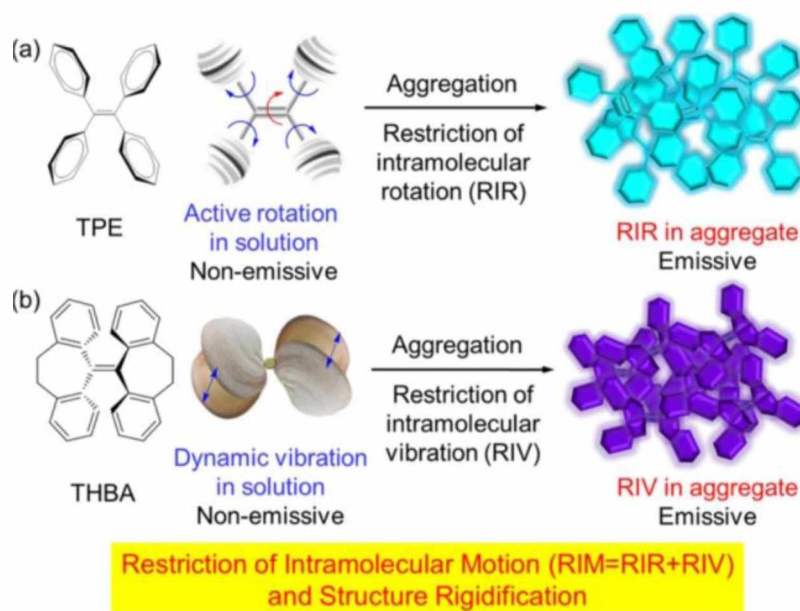 (a)
Aggregation
Restriction of
intramolecular
rotation (RIR)
TPE
Active rotation
in solution
Non-emissive
RIR in aggregate
Emissive
(b)
Aggregation
Restriction of
intramolecular
vibration (RIV)
THBA
Dynamic vibration
in solution
Non-emissive
RIV in aggregate
Emissive
Restriction of Intramolecular Motion (RIM=RIR+RIV)
and Structure Rigidification